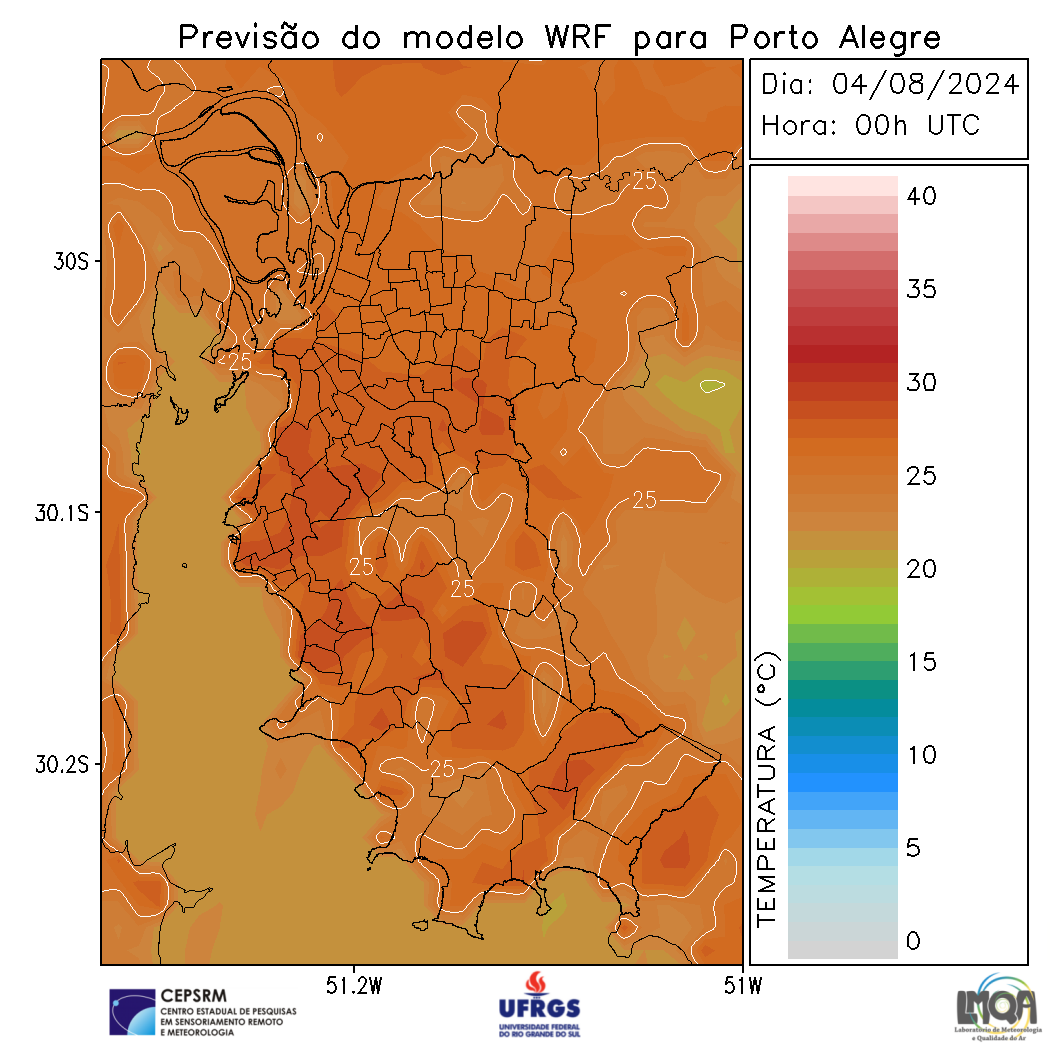 Previsão do modelo WRF para Porto Alegre
Dia: 04/08/2024
Hora: 00h UTC
40
35
30
25
20
15
10
5
0
TEMPERATURA (°C)
30S
30.1S
30.2S
51.2W
51W
25
25
25
25
25
25
CEPSRM
CENTRO ESTADUAL DE PESQUISAS
EM SENSORIAMENTO REMOTO
E METEOROLOGIA
UFRGS
UNIVERSIDADE FEDERAL
DO RIO GRANDE DO SUL
LMQA
Laboratório de Meteorologia
e Qualidade do Ar